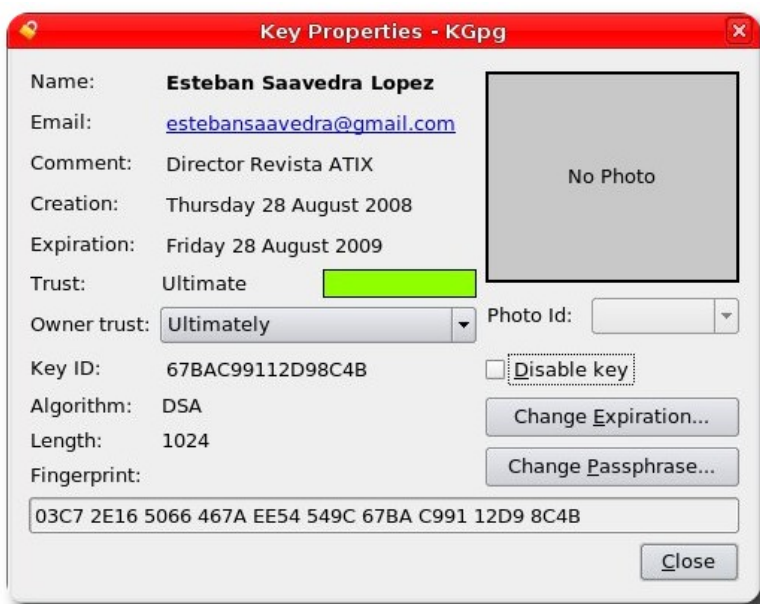 Key Properties - KGpg
Name: Esteban Saavedra Lopez
Email: estebansaavedra@gmail.com
Comment: Director Revista ATIX
Creation: Thursday 28 August 2008
Expiration: Friday 28 August 2009
Trust: Ultimate
Owner trust: Ultimately
Key ID: 67BAC99112D98C4B
Algorithm: DSA
Length: 1024
Fingerprint:
03C7 2E16 5066 467A EE54 549C 67BA C991 12D9 8C4B
No Photo
Photo Id:
Disable key
Change Expiration...
Change Passphrase...
Close